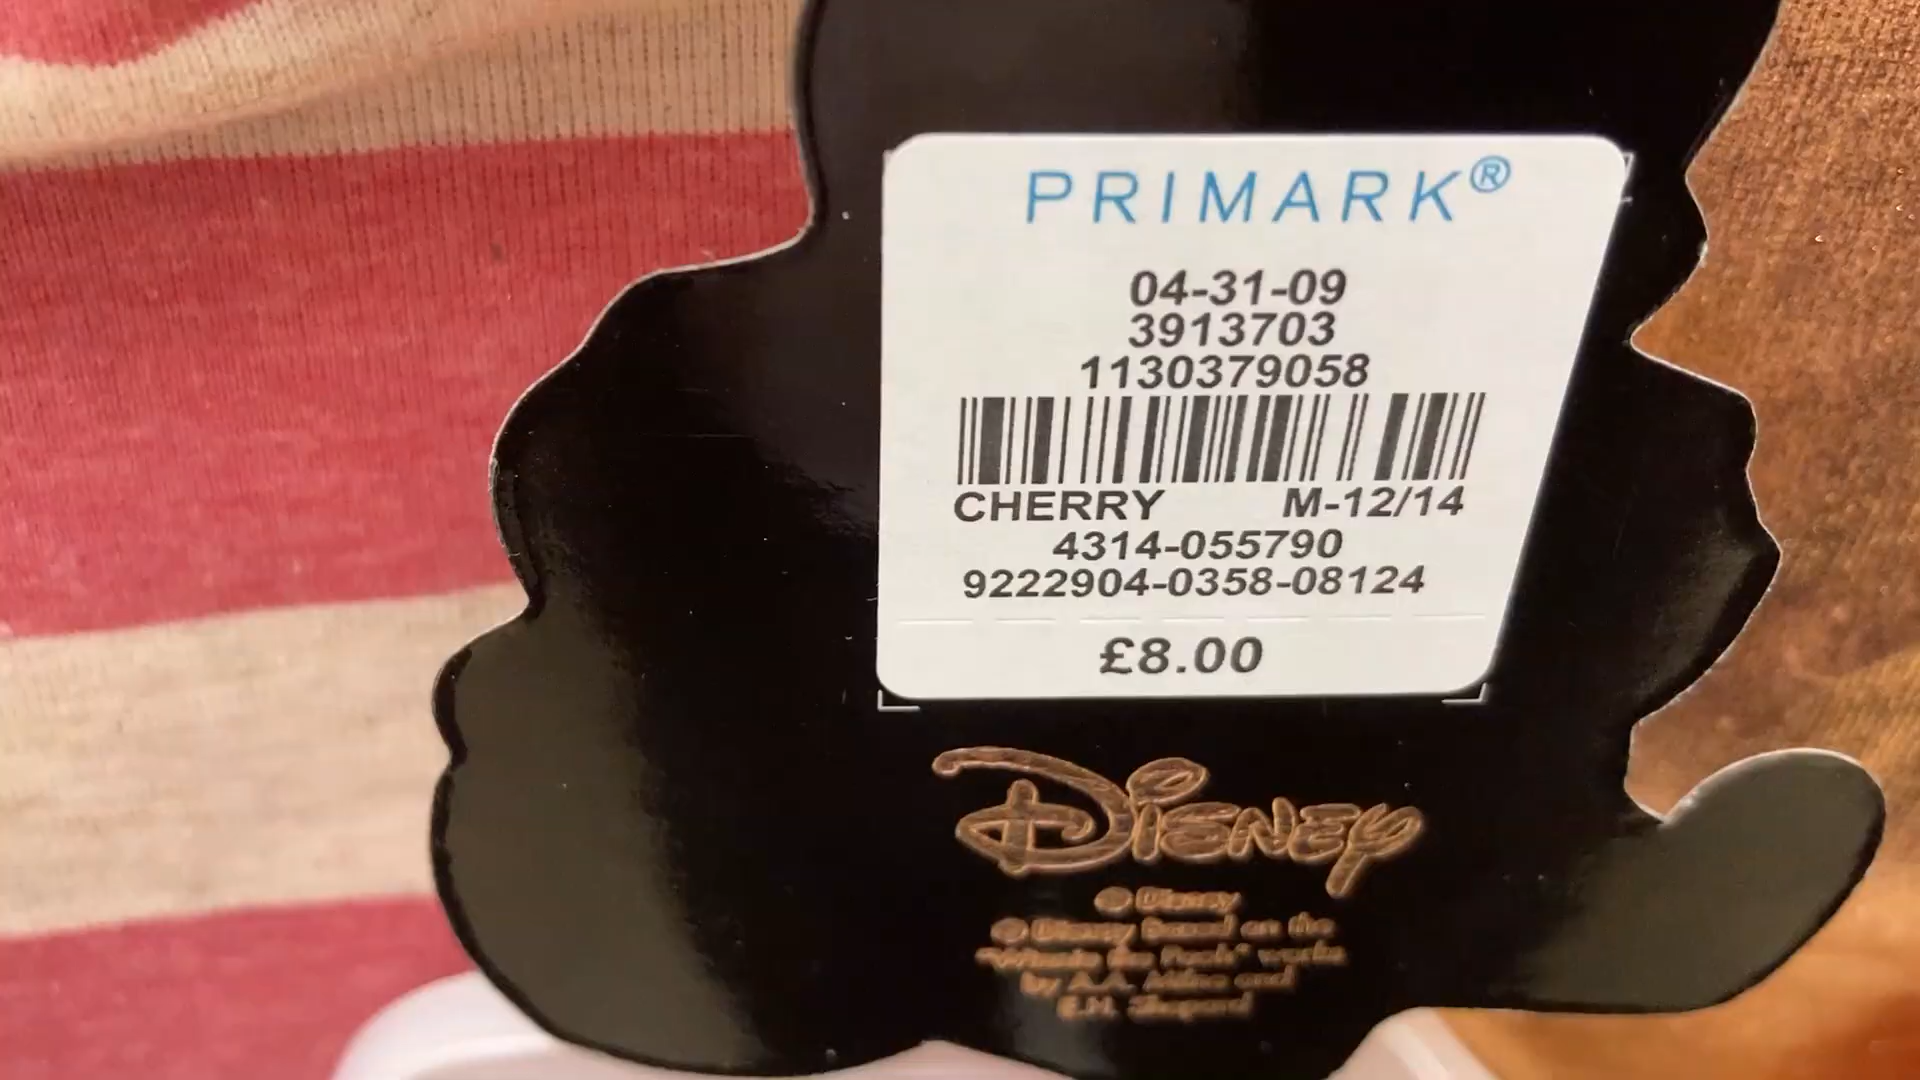 PRIMARK®
04-31-09
3913703
1130379058
CHERRY M-12/14
4314-055790
9222904-0358-08124
£8.00
Disney
© Disney
© Disney Based on the
"Winnie the Pooh" works
by A.A. Milne and
E.H. Shepard